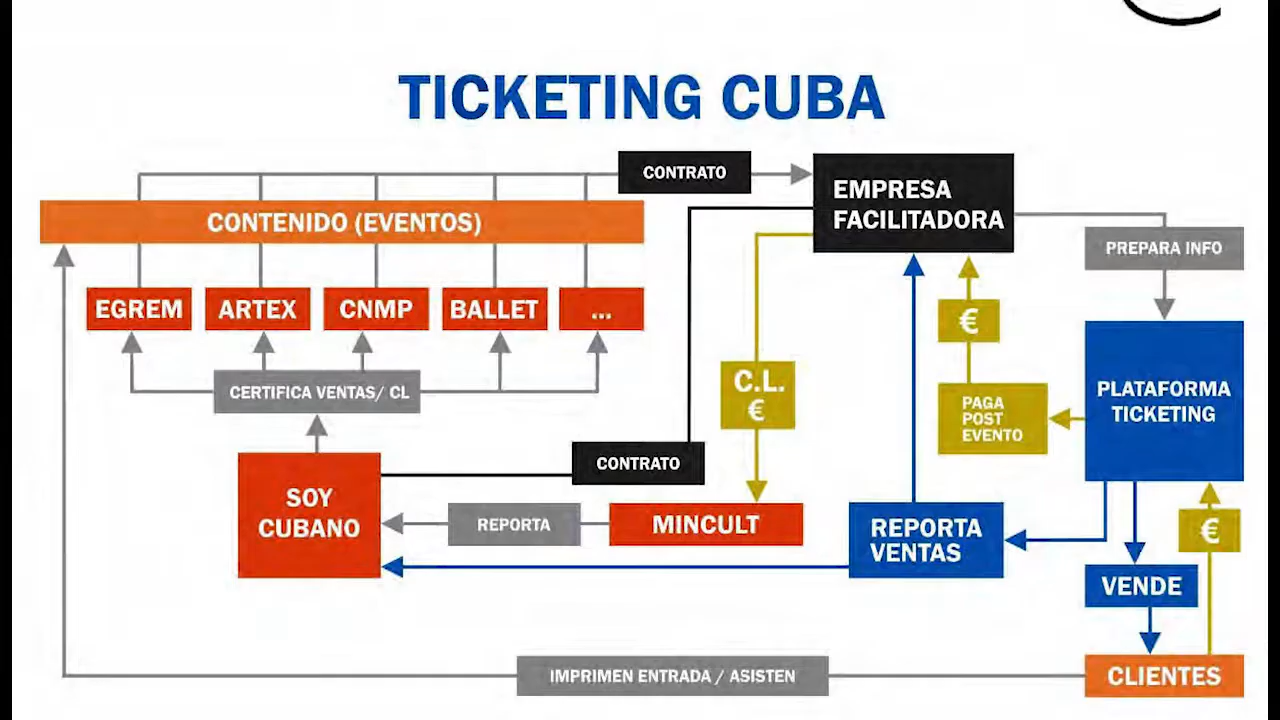 TICKETING CUBA
CONTRATO
EMPRESA
FACILITADORA
CONTENIDO (EVENTOS)
PREPARA INFO
EGREM
ARTEX
CNMP
BALLET
...
€
CERTIFICA VENTAS/ CL
C.L.
€
PAGA
POST
EVENTO
PLATAFORMA
TICKETING
CONTRATO
SOY
CUBANO
REPORTA
MINCULT
REPORTA
VENTAS
€
VENDE
IMPRIMEN ENTRADA / ASISTEN
CLIENTES